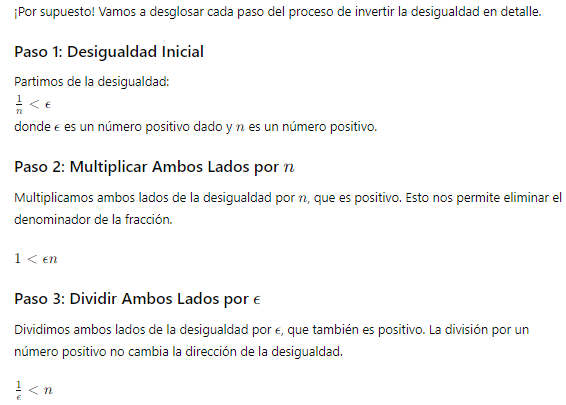 ¡Por supuesto! Vamos a desglosar cada paso del proceso de invertir la desigualdad en detalle.
Paso 1: Desigualdad Inicial
Partimos de la desigualdad:
$\frac{1}{n} < \epsilon$
donde $\epsilon$ es un número positivo dado y $n$ es un número positivo.
Paso 2: Multiplicar Ambos Lados por $n$
Multiplicamos ambos lados de la desigualdad por $n$, que es positivo. Esto nos permite eliminar el
denominador de la fracción.
$1 < \epsilon n$
Paso 3: Dividir Ambos Lados por $\epsilon$
Dividimos ambos lados de la desigualdad por $\epsilon$, que también es positivo. La división por un
número positivo no cambia la dirección de la desigualdad.
$\frac{1}{\epsilon} < n$